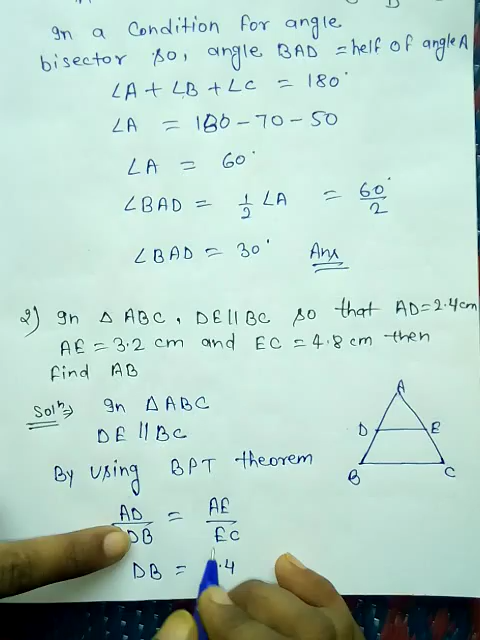 B
In a condition for angle
bisector so, angle BAD = helf of angle A
∠A + ∠B + ∠C = 180°
∠A = 180 - 70 - 50
∠A = 60°
∠BAD = 1/2 ∠A = 60°/2
∠BAD = 30° Ans
2) In △ ABC, DE || BC so that AD = 2.4 cm
AE = 3.2 cm and EC = 4.8 cm then
find AB
Solⁿ⇒ In △ABC
DE || BC
By using BPT theorem
AD/DB = AE/EC
DB = .4
A
D E
B C